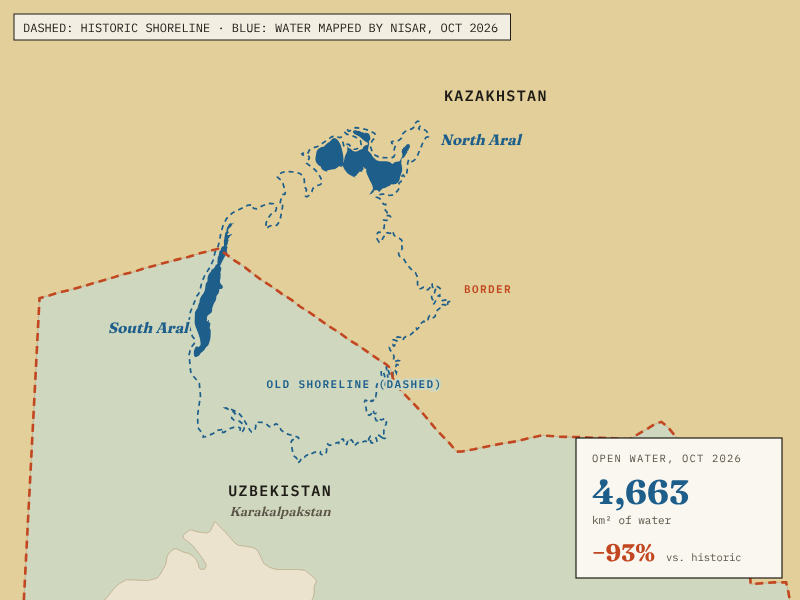 DASHED: HISTORIC SHORELINE · BLUE: WATER MAPPED BY NISAR, OCT 2026
KAZAKHSTAN
North Aral
BORDER
South Aral
OLD SHORELINE (DASHED)
UZBEKISTAN
Karakalpakstan
OPEN WATER, OCT 2026
4,663
km² of water
−93% vs. historic